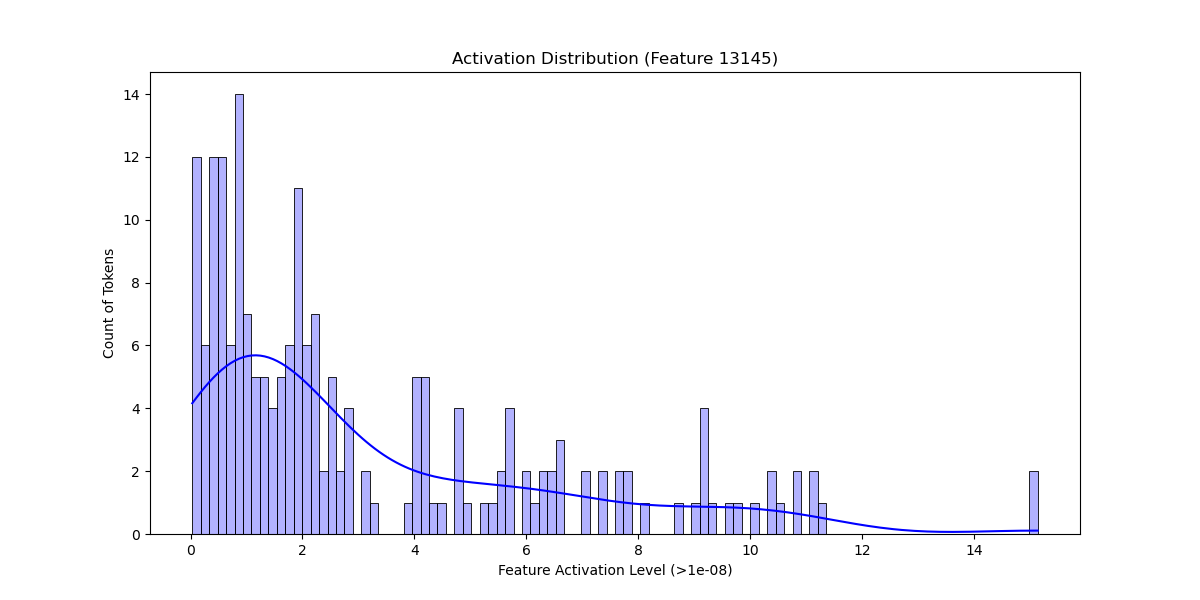 Activation Distribution (Feature 13145)
14
12
10
8
6
4
2
0
Count of Tokens
0 2 4 6 8 10 12 14
Feature Activation Level (>1e-08)